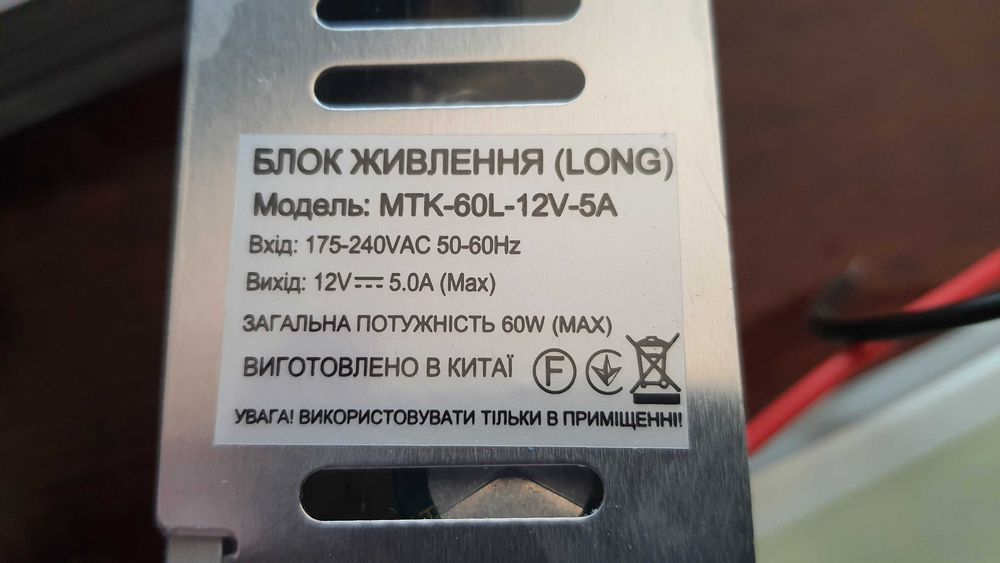 БЛОК ЖИВЛЕННЯ (LONG)
Модель: MTK-60L-12V-5A
Вхід: 175-240VAC 50-60Hz
Вихід: 12V⎓ 5.0A (Max)
ЗАГАЛЬНА ПОТУЖНІСТЬ 60W (MAX)
ВИГОТОВЛЕНО В КИТАЇ F
УВАГА! ВИКОРИСТОВУВАТИ ТІЛЬКИ В ПРИМІЩЕННІ!